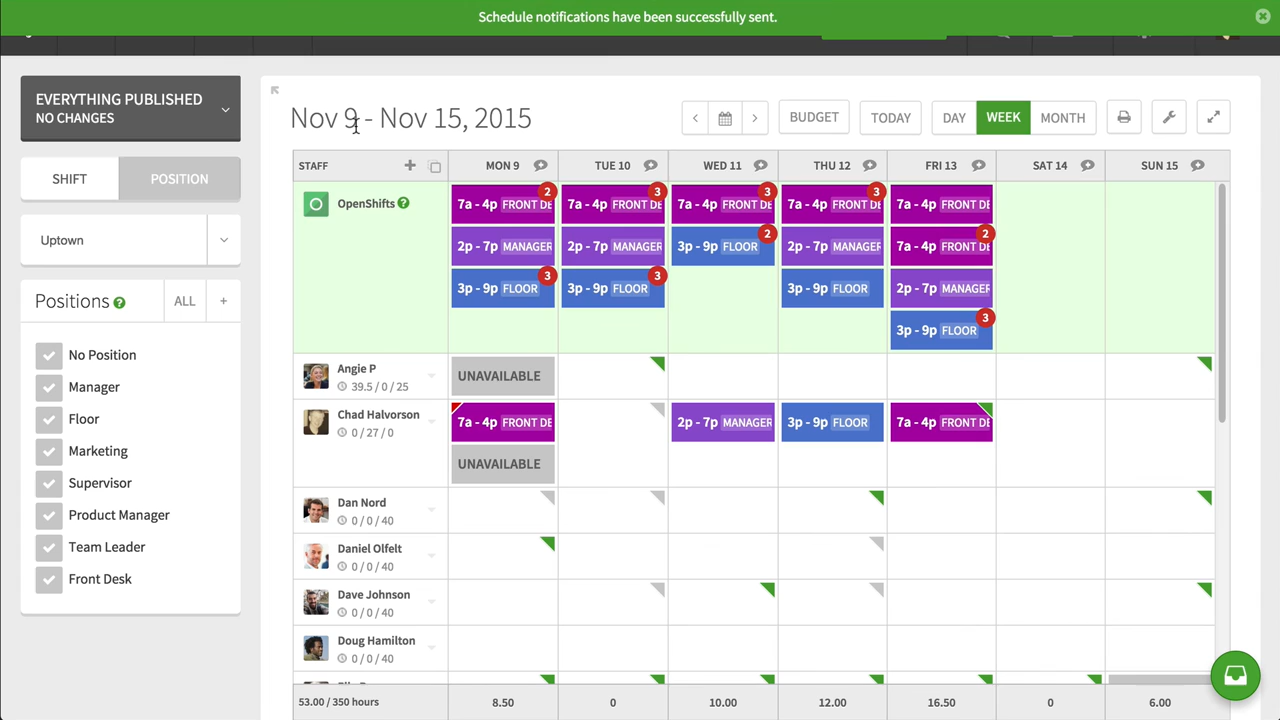 Schedule notifications have been successfully sent.
EVERYTHING PUBLISHED
NO CHANGES
SHIFT POSITION
Uptown
Positions ? ALL +
No Position
Manager
Floor
Marketing
Supervisor
Product Manager
Team Leader
Front Desk
Nov 9 - Nov 15, 2015
BUDGET TODAY DAY WEEK MONTH
STAFF + MON 9 TUE 10 WED 11 THU 12 FRI 13 SAT 14 SUN 15
OpenShifts ?
2 3 3 3
7a - 4p FRONT DE 7a - 4p FRONT DE 7a - 4p FRONT DE 7a - 4p FRONT DE 7a - 4p FRONT DE
2 2
2p - 7p MANAGER 2p - 7p MANAGER 3p - 9p FLOOR 2p - 7p MANAGER 7a - 4p FRONT DE
3 3
3p - 9p FLOOR 3p - 9p FLOOR 3p - 9p FLOOR 2p - 7p MANAGER
3
3p - 9p FLOOR
Angie P
39.5 / 0 / 25
UNAVAILABLE
Chad Halvorson
0 / 27 / 0
7a - 4p FRONT DE 2p - 7p MANAGER 3p - 9p FLOOR 7a - 4p FRONT DE
UNAVAILABLE
Dan Nord
0 / 0 / 40
Daniel Olfelt
0 / 0 / 40
Dave Johnson
0 / 0 / 40
Doug Hamilton
0 / 0 / 40
53.00 / 350 hours 8.50 0 10.00 12.00 16.50 0 6.00